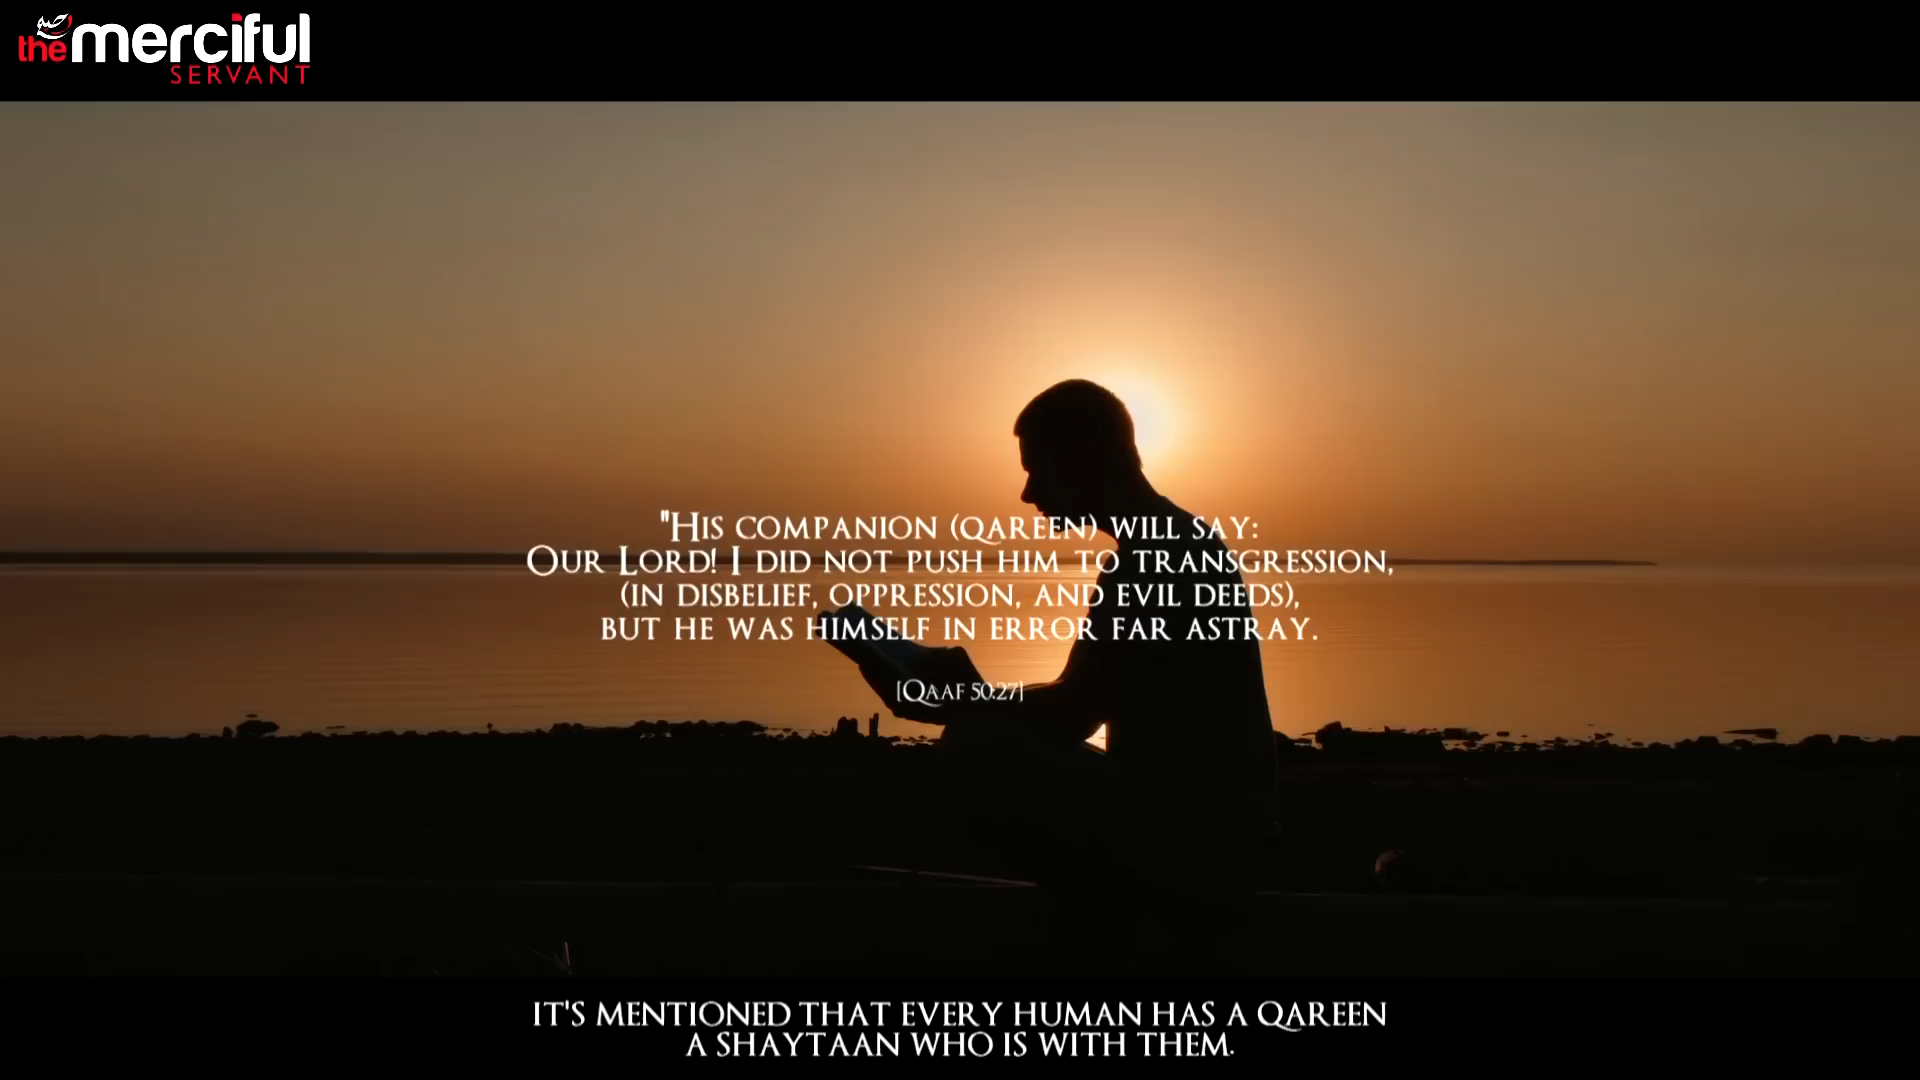 the merciful
SERVANT
"His companion (qareen) will say:
Our Lord! I did not push him to transgression,
(in disbelief, oppression, and evil deeds),
but he was himself in error far astray.
[Qaaf 50:27]
IT'S MENTIONED THAT EVERY HUMAN HAS A QAREEN
A SHAYTAAN WHO IS WITH THEM.